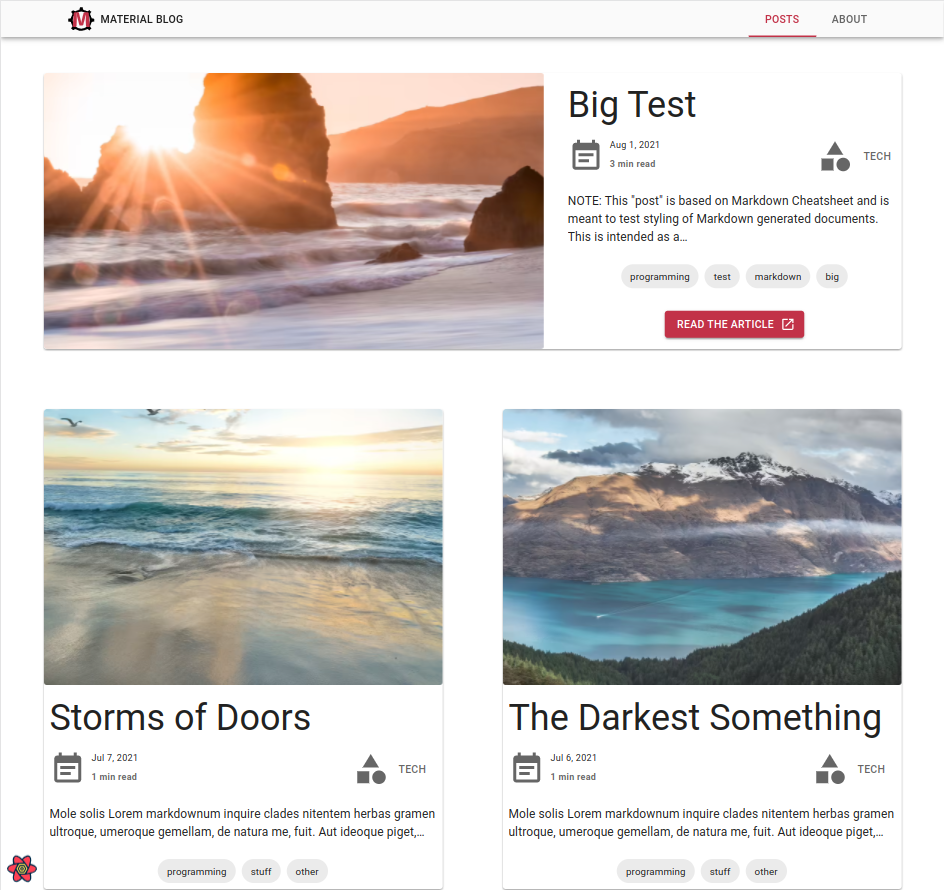 M MATERIAL BLOG
POSTS
ABOUT
Big Test
Aug 1, 2021
3 min read
TECH
NOTE: This "post" is based on Markdown Cheatsheet and is
meant to test styling of Markdown generated documents.
This is intended as a…
programming
test
markdown
big
READ THE ARTICLE
Storms of Doors
Jul 7, 2021
1 min read
TECH
Mole solis Lorem markdownum inquire clades nitentem herbas gramen
ultroque, umeroque gemellam, de natura me, fuit. Aut ideoque piget,…
programming
stuff
other
The Darkest Something
Jul 6, 2021
1 min read
TECH
Mole solis Lorem markdownum inquire clades nitentem herbas gramen
ultroque, umeroque gemellam, de natura me, fuit. Aut ideoque piget,…
programming
stuff
other